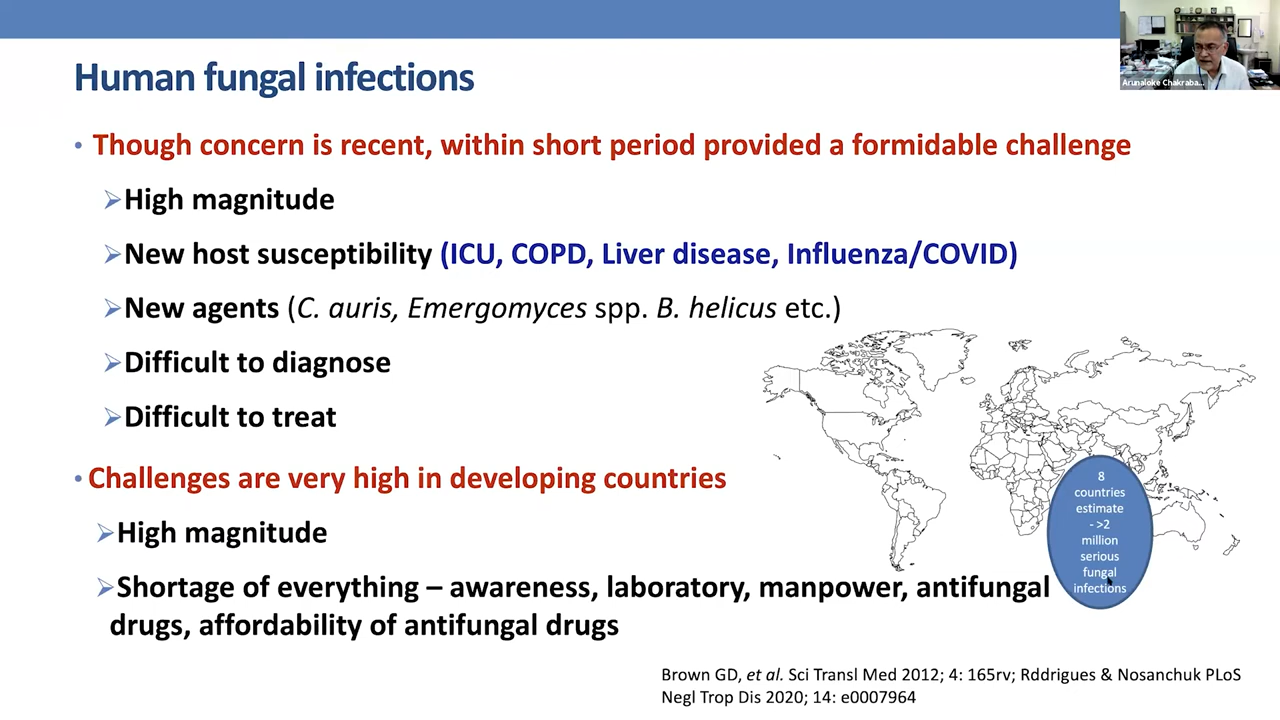 Human fungal infections
Arunaloke Chakraba...
• Though concern is recent, within short period provided a formidable challenge
➢High magnitude
➢New host susceptibility (ICU, COPD, Liver disease, Influenza/COVID)
➢New agents (C. auris, Emergomyces spp. B. helicus etc.)
➢Difficult to diagnose
➢Difficult to treat
• Challenges are very high in developing countries
➢High magnitude
➢Shortage of everything – awareness, laboratory, manpower, antifungal
drugs, affordability of antifungal drugs
8
countries
estimate
- >2
million
serious
fungal
infections
Brown GD, et al. Sci Transl Med 2012; 4: 165rv; Rddrigues & Nosanchuk PLoS
Negl Trop Dis 2020; 14: e0007964